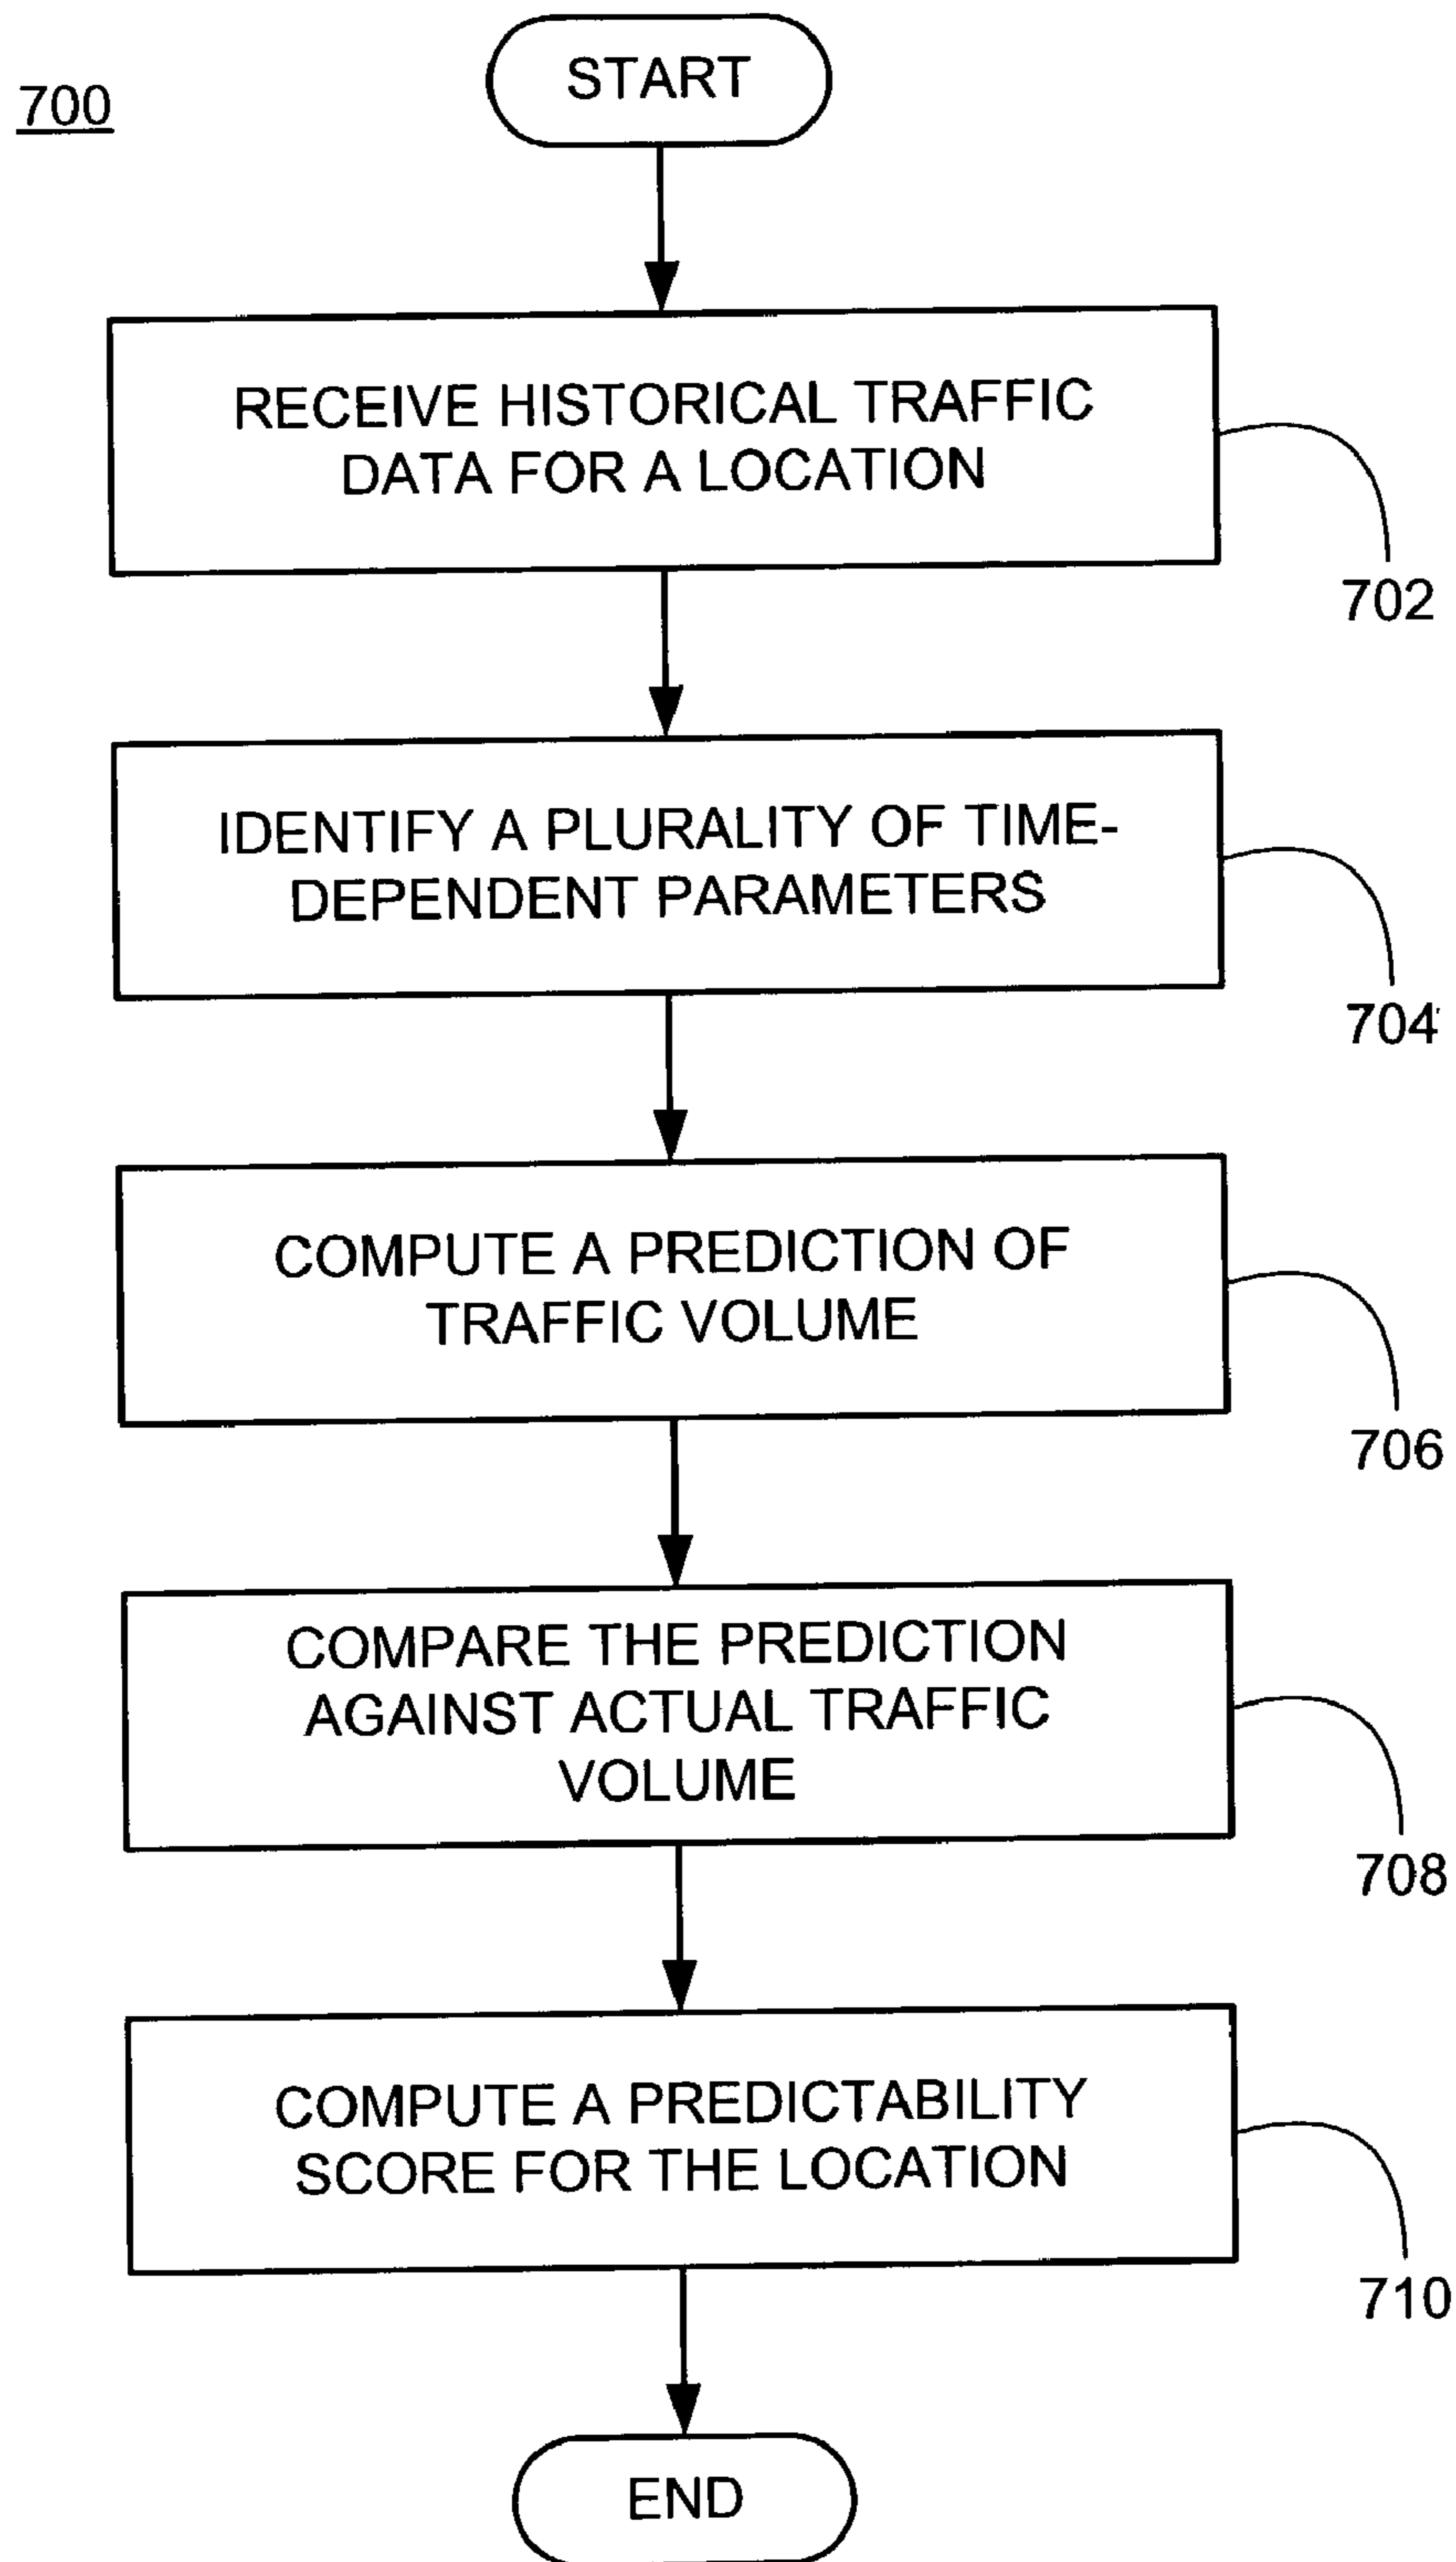 700
START
RECEIVE HISTORICAL TRAFFIC
DATA FOR A LOCATION
702
IDENTIFY A PLURALITY OF TIME-
DEPENDENT PARAMETERS
704
COMPUTE A PREDICTION OF
TRAFFIC VOLUME
706
COMPARE THE PREDICTION
AGAINST ACTUAL TRAFFIC
VOLUME
708
COMPUTE A PREDICTABILITY
SCORE FOR THE LOCATION
710
END